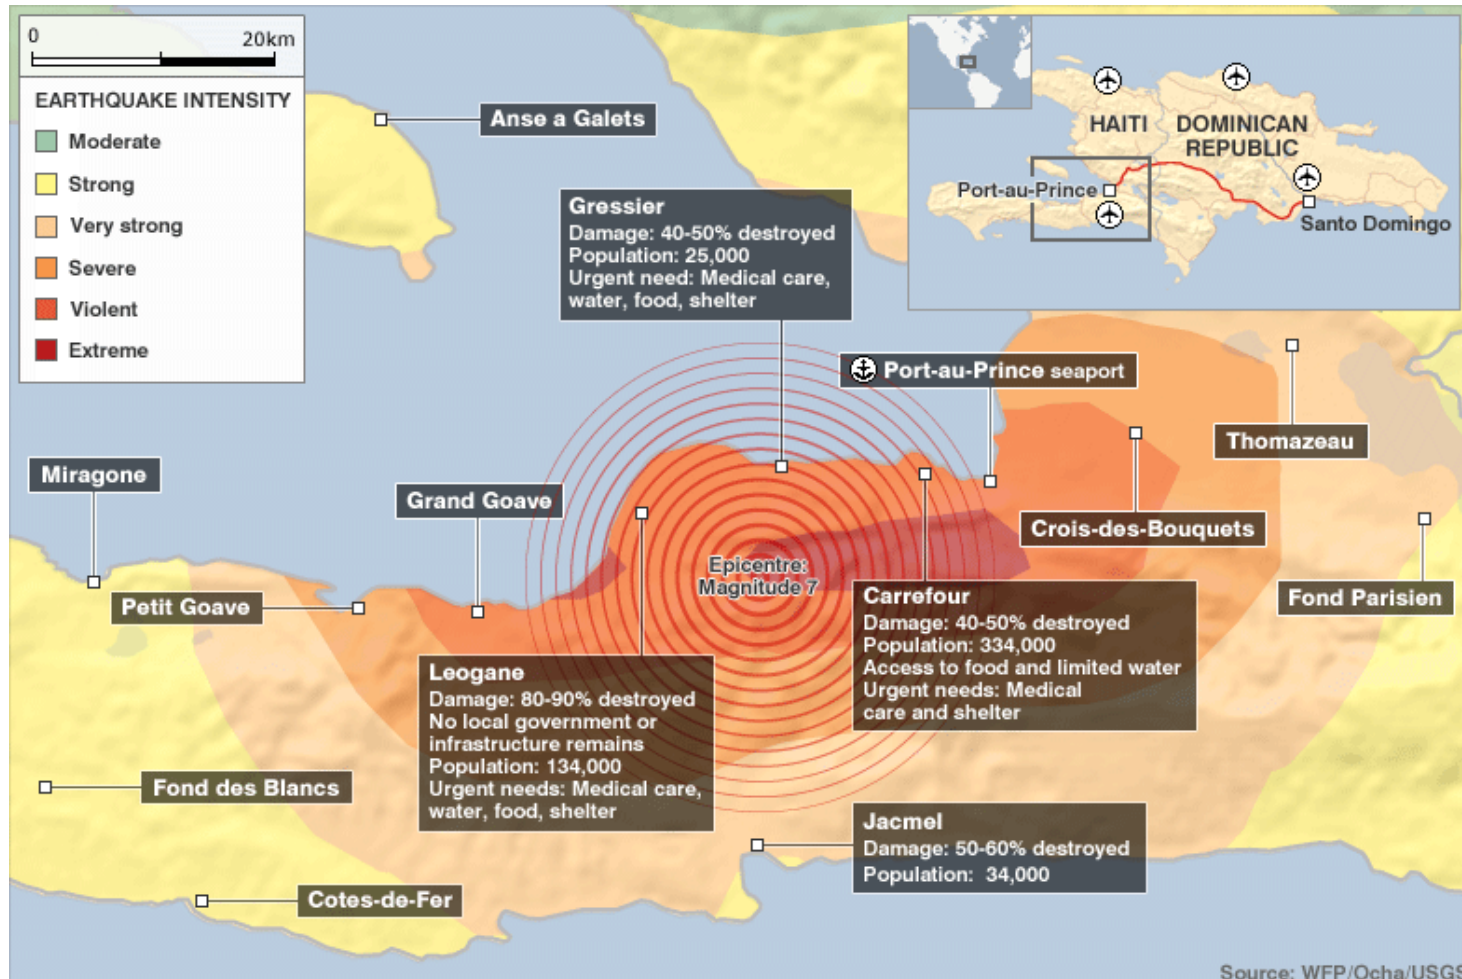 0
20km
EARTHQUAKE INTENSITY
Moderate
Strong
Very strong
Severe
Violent
Extreme
Anse a Galets
HAITI
DOMINICAN
REPUBLIC
Port-au-Prince
Santo Domingo
Gressier
Damage: 40-50% destroyed
Population: 25,000
Urgent need: Medical care,
water, food, shelter
Port-au-Prince seaport
Thomazeau
Miragone
Grand Goave
Crois-des-Bouquets
Epicentre:
Magnitude 7
Petit Goave
Fond Parisien
Carrefour
Damage: 40-50% destroyed
Population: 334,000
Access to food and limited water
Urgent needs: Medical
care and shelter
Leogane
Damage: 80-90% destroyed
No local government or
infrastructure remains
Population: 134,000
Urgent needs: Medical care,
water, food, shelter
Fond des Blancs
Jacmel
Damage: 50-60% destroyed
Population: 34,000
Cotes-de-Fer
Source: WFP/Ocha/USGS